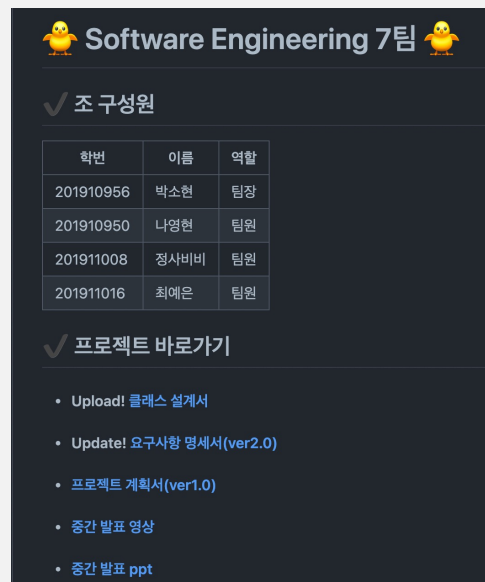 🐥 Software Engineering 7팀 🐥
✔️ 조 구성원
학번 이름 역할
201910956 박소현 팀장
201910950 나영현 팀원
201911008 정사비비 팀원
201911016 최예은 팀원
✔️ 프로젝트 바로가기
• Upload! 클래스 설계서
• Update! 요구사항 명세서(ver2.0)
• 프로젝트 계획서(ver1.0)
• 중간 발표 영상
• 중간 발표 ppt